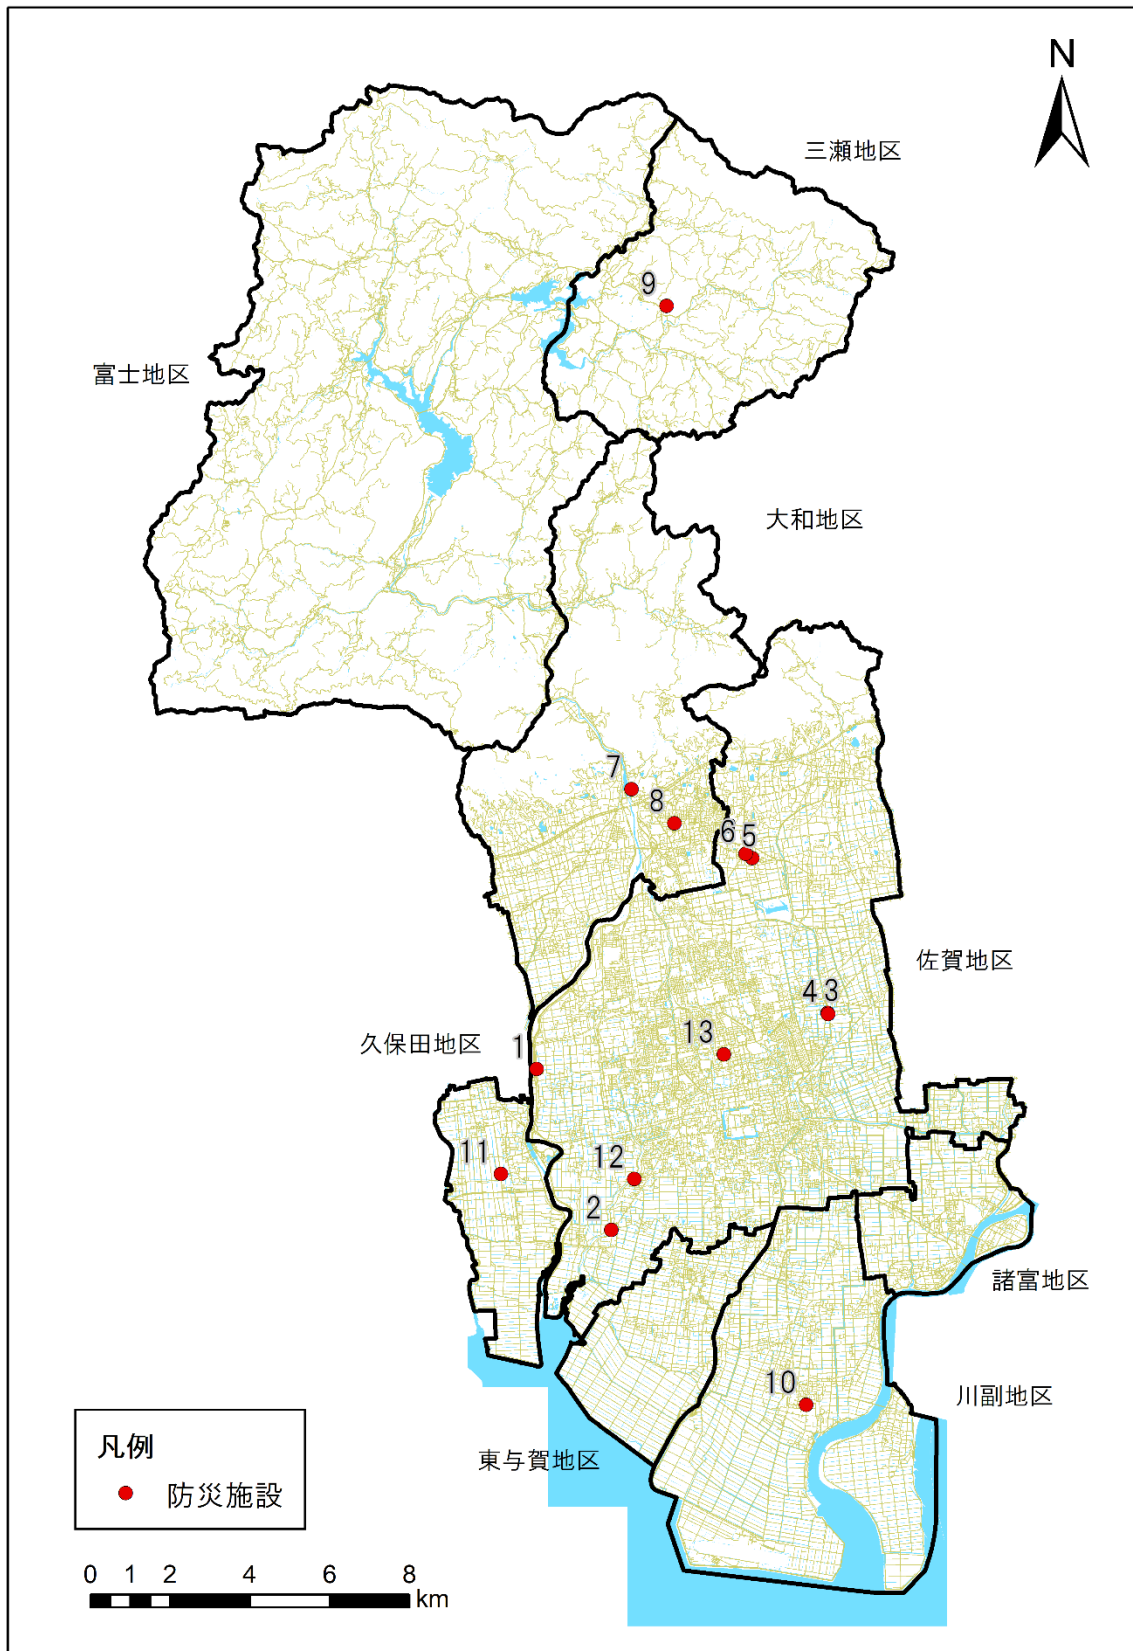 N
三瀬地区
9
富士地区
大和地区
7
8
6 5
佐賀地区
4 3
13
久保田地区
1
11
12
2
諸富地区
10
川副地区
東与賀地区
凡例
防災施設
0 1 2 4 6 8
km